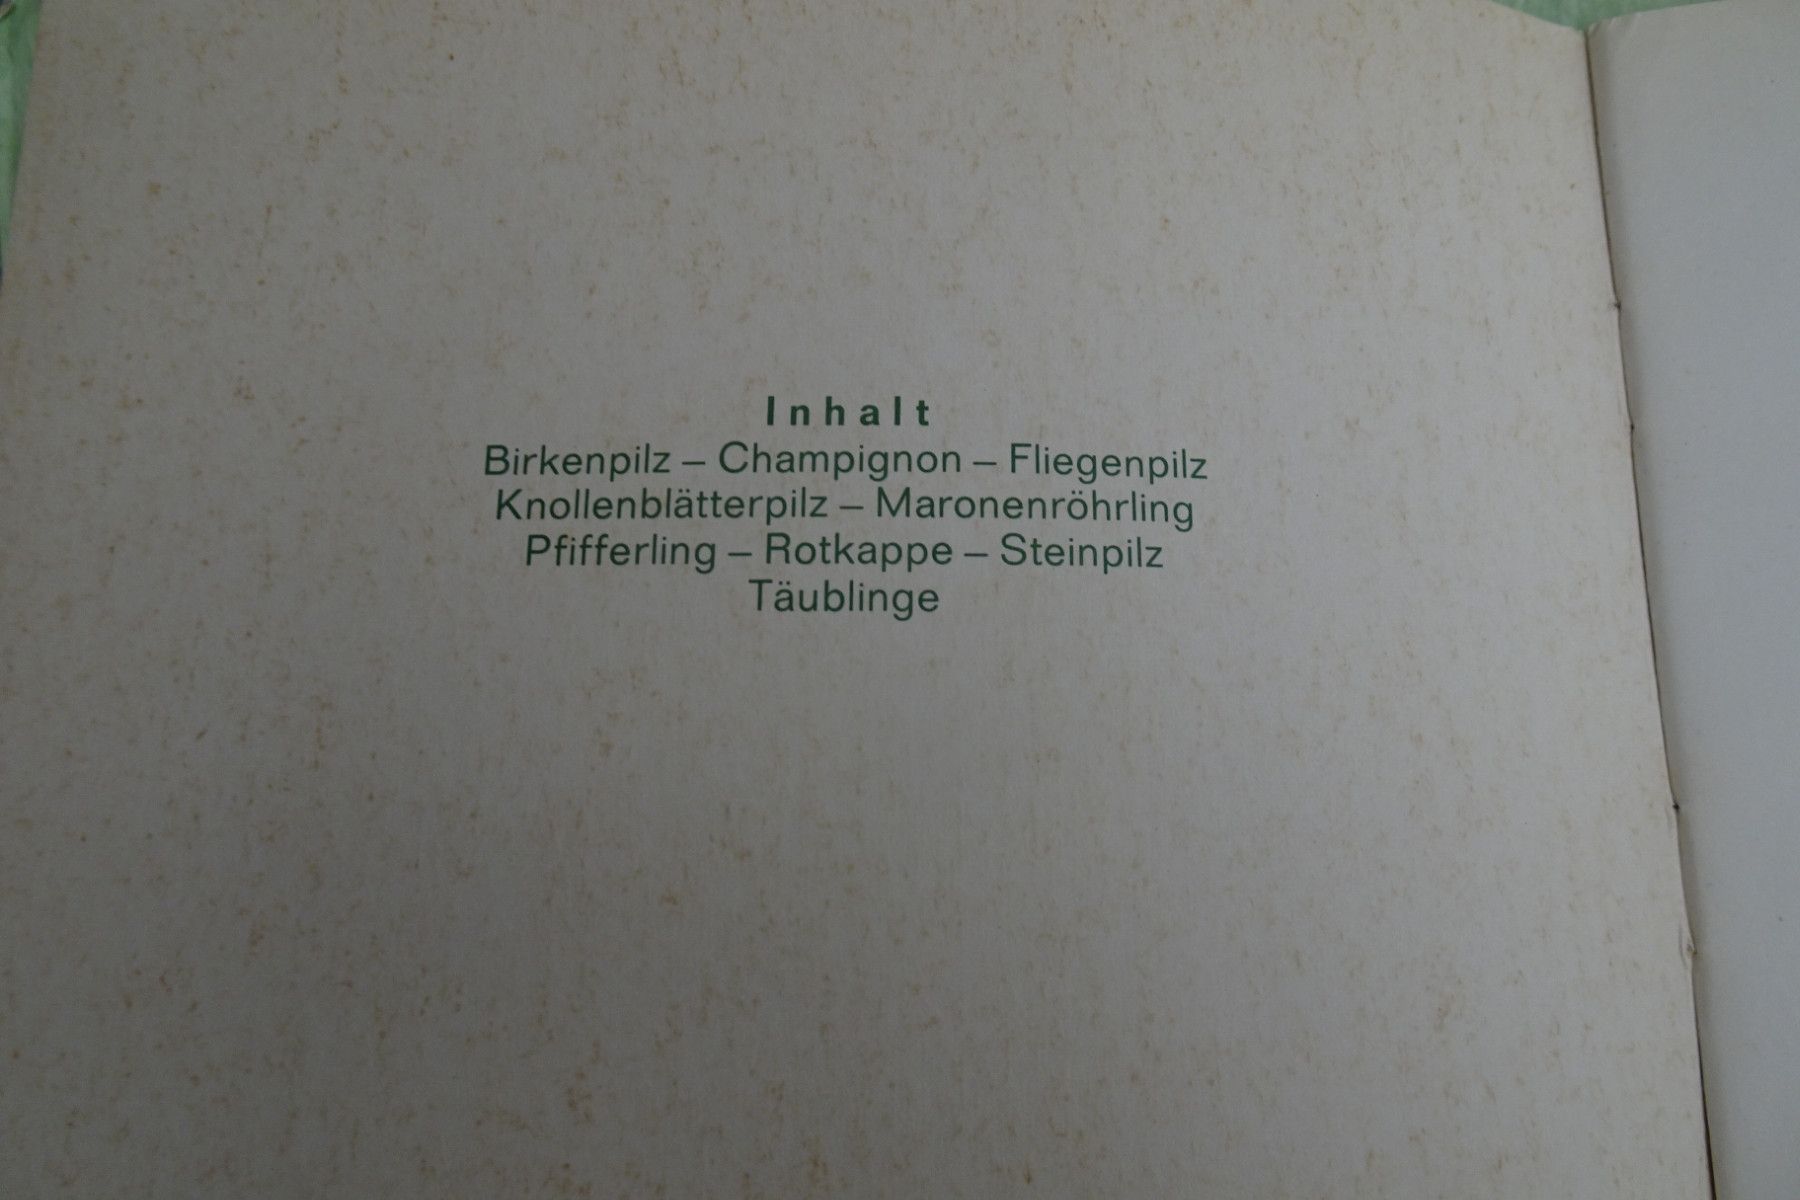 Inhalt
Birkenpilz – Champignon – Fliegenpilz
Knollenblätterpilz – Maronenröhrling
Pfifferling – Rotkappe – Steinpilz
Täublinge